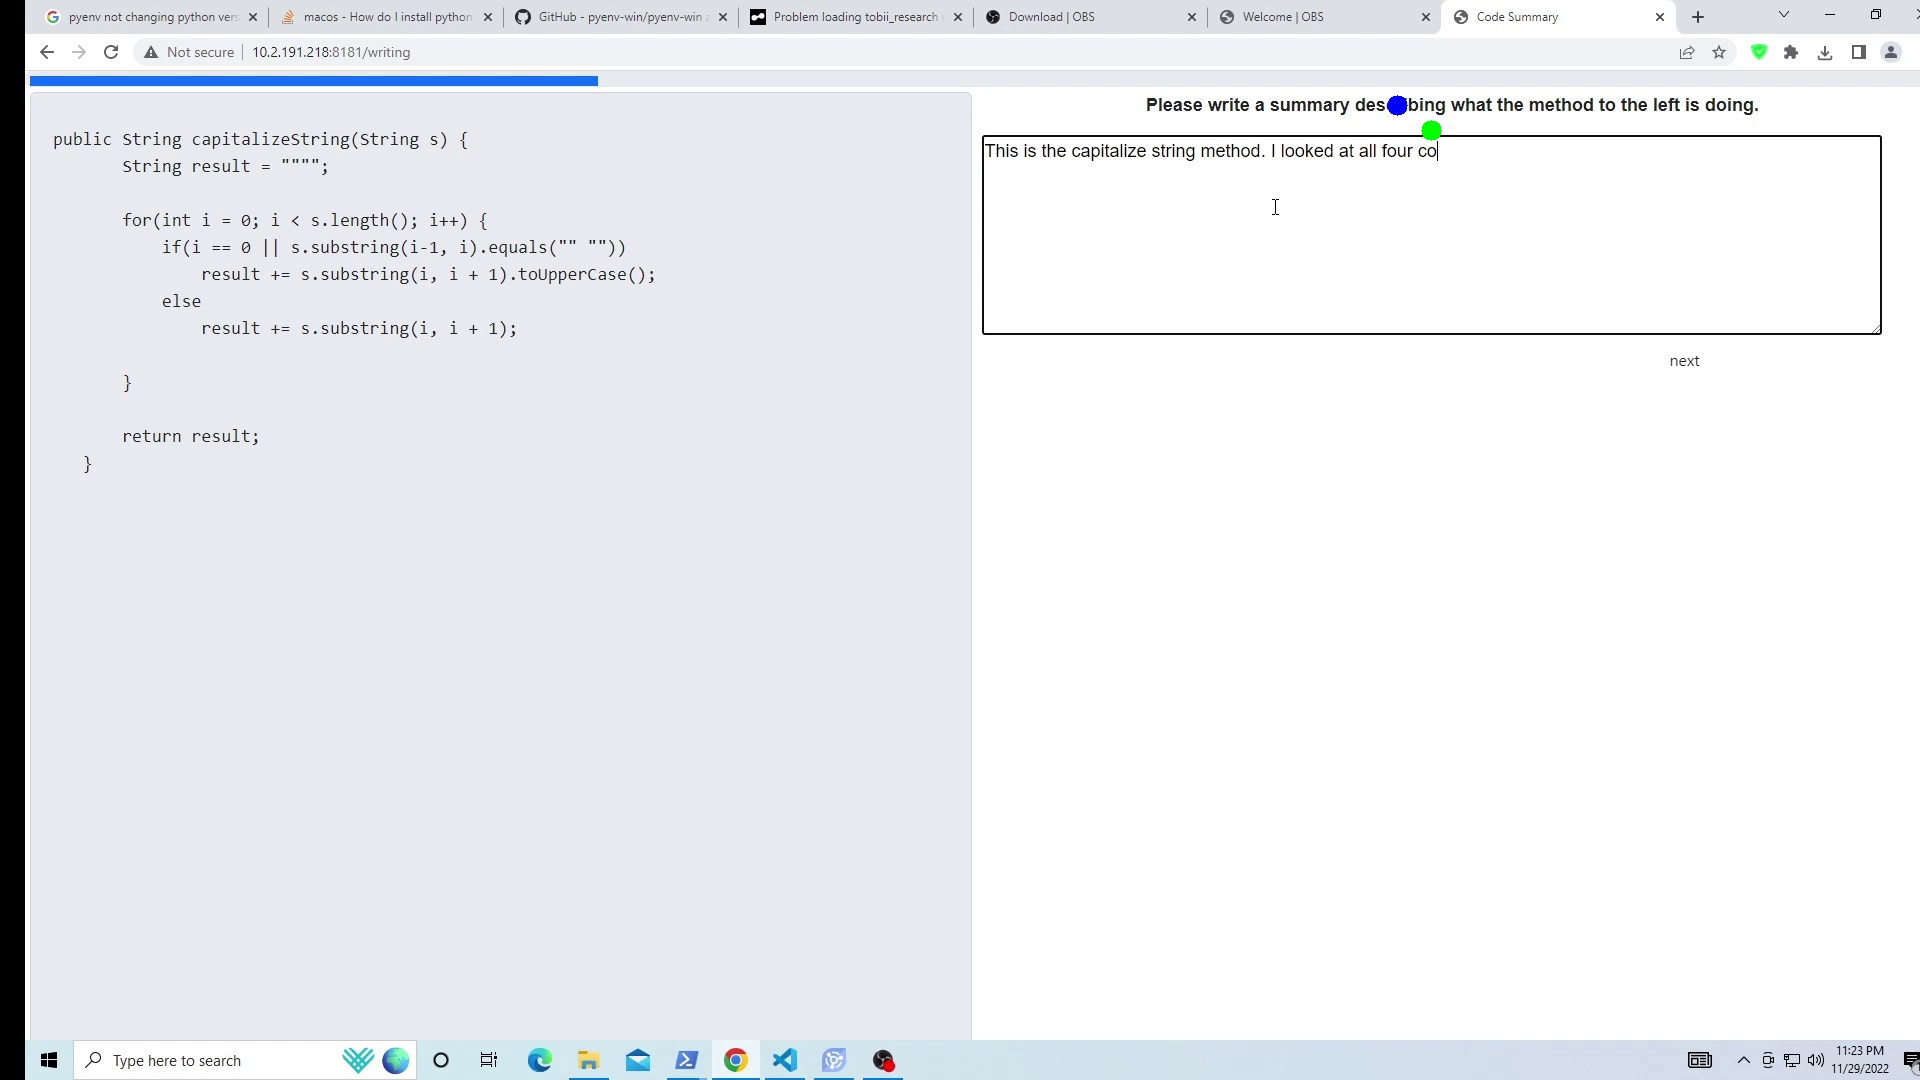 pyenv not changing python vers
macos - How do I install python
GitHub - pyenv-win/pyenv-win
Problem loading tobii_research
Download | OBS
Welcome | OBS
Code Summary
Not secure
10.2.191.218:8181/writing
public String capitalizeString(String s) {
String result = """";
for(int i = 0; i < s.length(); i++) {
if(i == 0 || s.substring(i-1, i).equals("" ""))
result += s.substring(i, i + 1).toUpperCase();
else
result += s.substring(i, i + 1);
}
return result;
}
Please write a summary what the method to the left is doing.
This is the capitalize string method. I looked at all four co
next
Type here to search
11:23 PM
11/29/2022